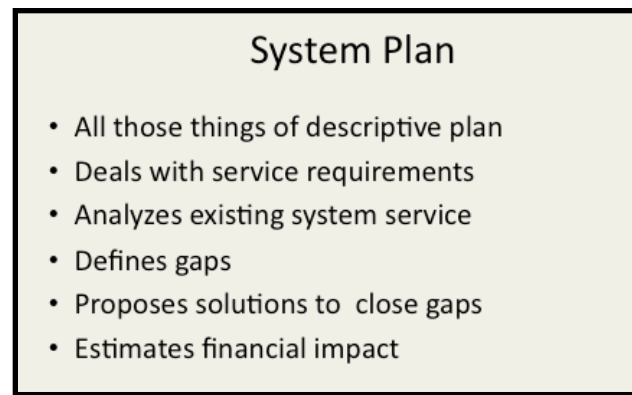 System Plan
• All those things of descriptive plan
• Deals with service requirements
• Analyzes existing system service
• Defines gaps
• Proposes solutions to  close gaps
• Estimates financial impact